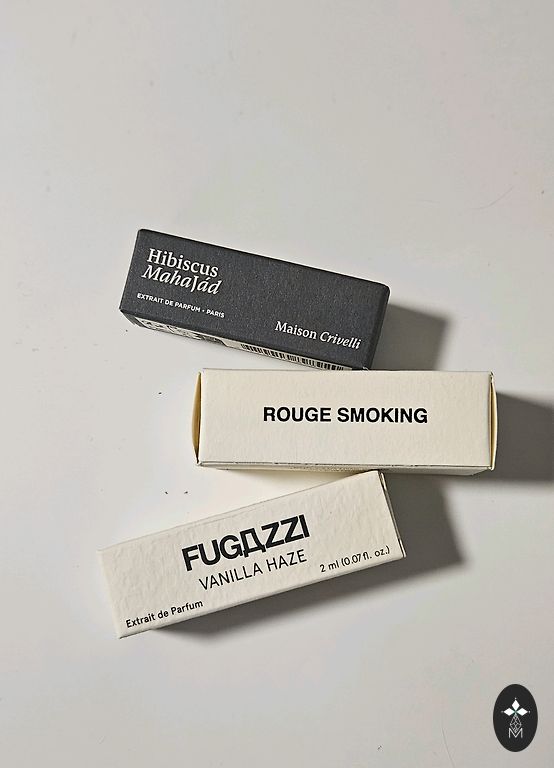 Hibiscus
MahaJád
EXTRAIT DE PARFUM - PARIS
Maison Crivelli
ROUGE SMOKING
FUGAZZI
VANILLA HAZE
2 ml (0.07 fl. oz.)
Extrait de Parfum
M